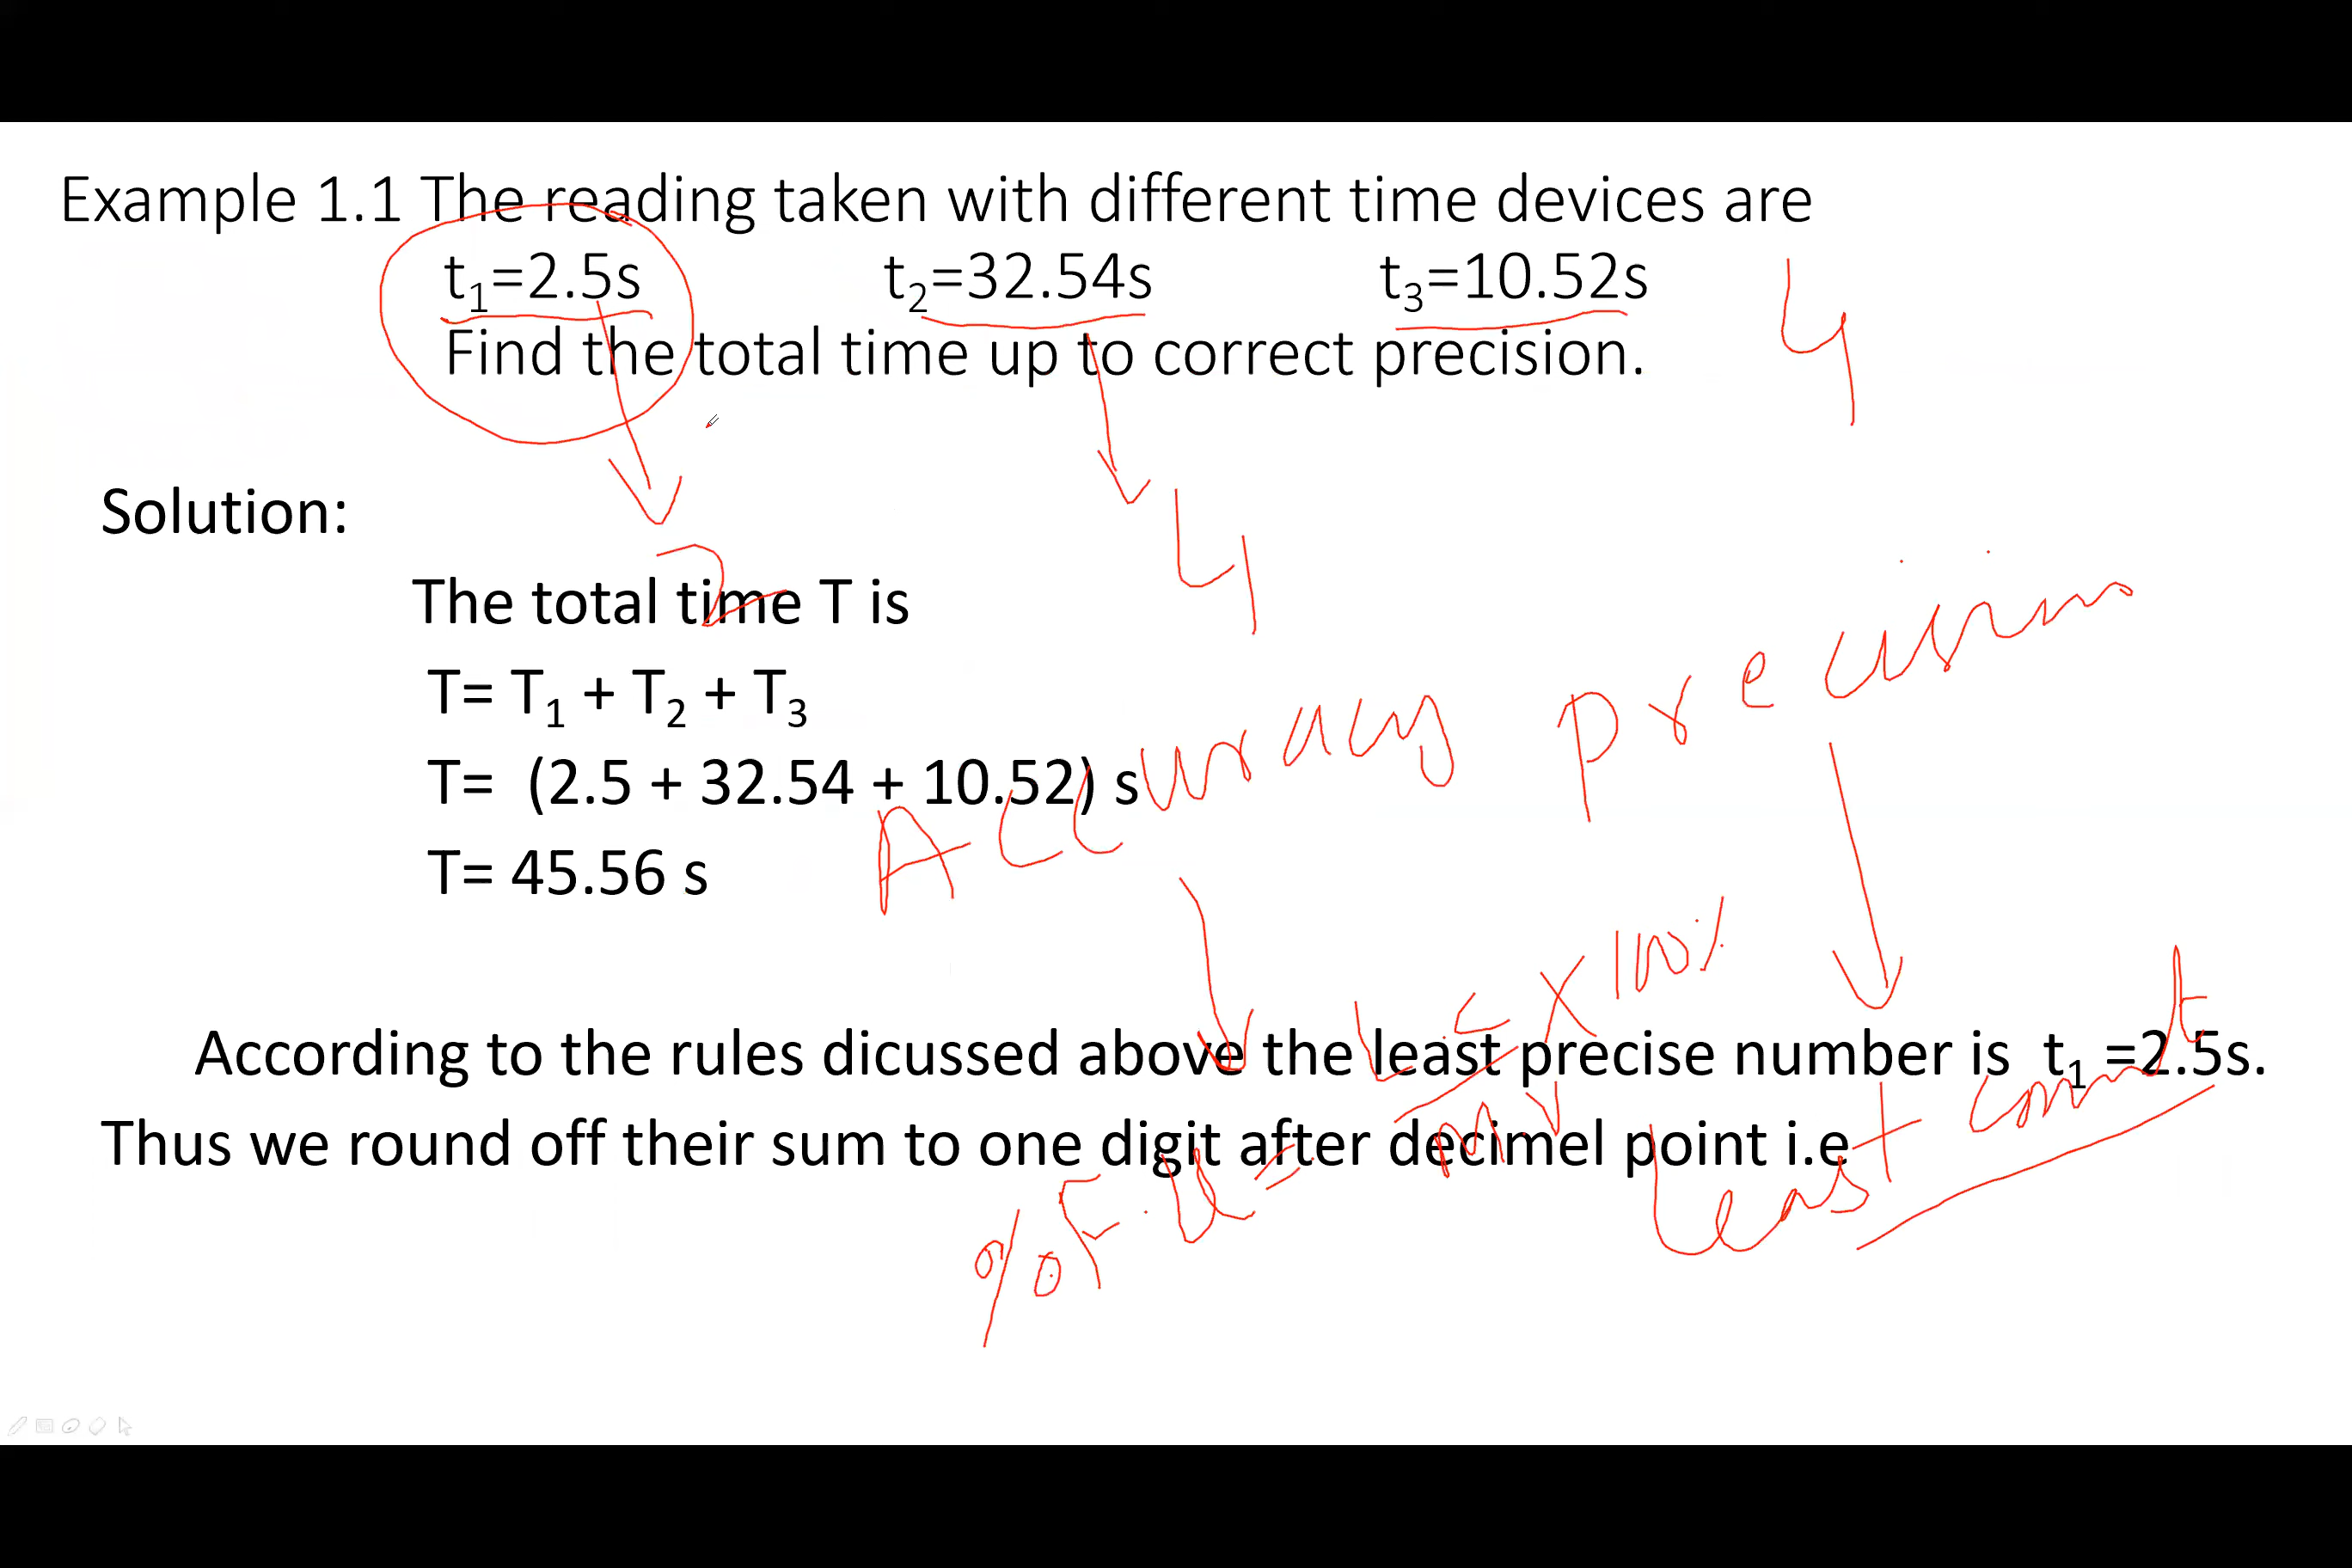 Example 1.1 The reading taken with different time devices are
t₁=2.5s t₂=32.54s t₃=10.52s
4
Find the total time up to correct precision.
Solution:
2
4
The total time T is
T= T₁ + T₂ + T₃
Accuracy precision
T= (2.5 + 32.54 + 10.52) s
T= 45.56 s
According to the rules dicussed above the least precise number is t₁ =2.5s.
Thus we round off their sum to one digit after decimel point i.e
LC × 100%
MV
Least count